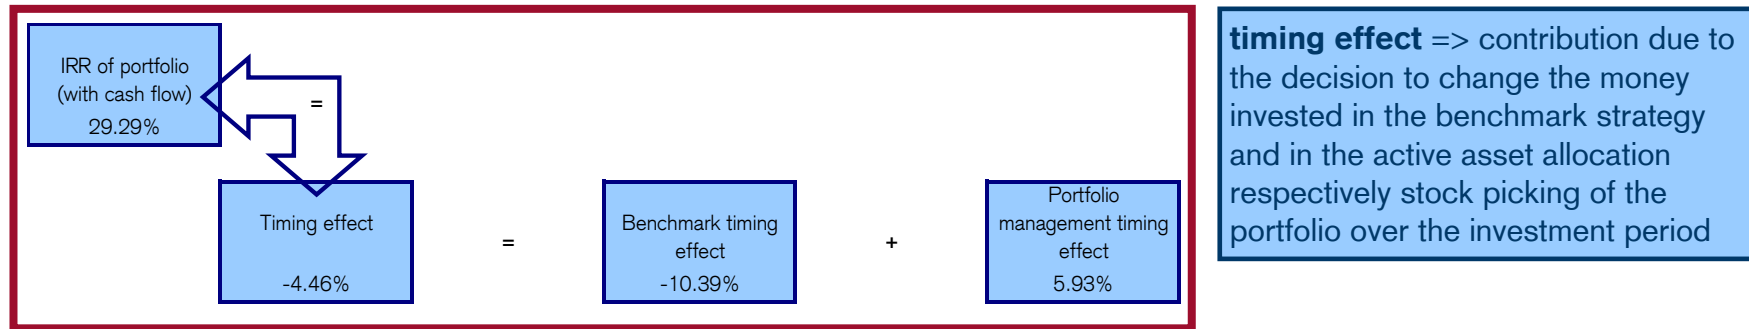 IRR of portfolio
(with cash flow)
29.29%
=
Timing effect
-4.46%
=
Benchmark timing
effect
-10.39%
+
Portfolio
management timing
effect
5.93%
timing effect => contribution due to
the decision to change the money
invested in the benchmark strategy
and in the active asset allocation
respectively stock picking of the
portfolio over the investment period